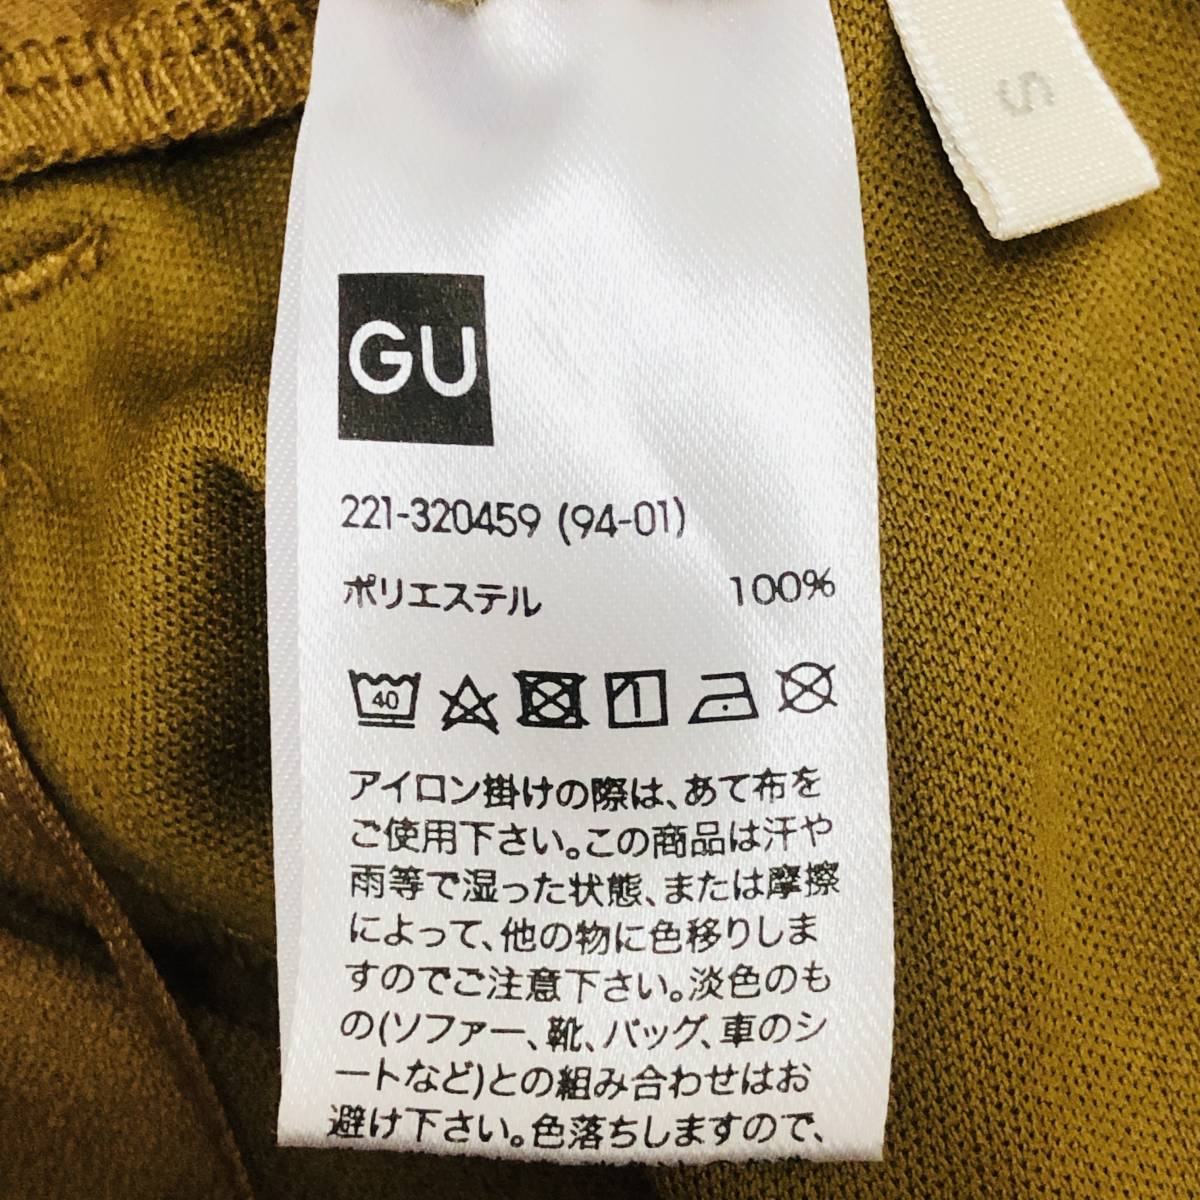 S
GU
221-320459 (94-01)
ポリエステル 100%
40
アイロン掛けの際は、あて布を
ご使用下さい。この商品は汗や
雨等で湿った状態、または摩擦
によって、他の物に色移りしま
すのでご注意下さい。淡色のも
の(ソファー、靴、バッグ、車のシ
ートなど)との組み合わせはお
避け下さい。色落ちしますので、